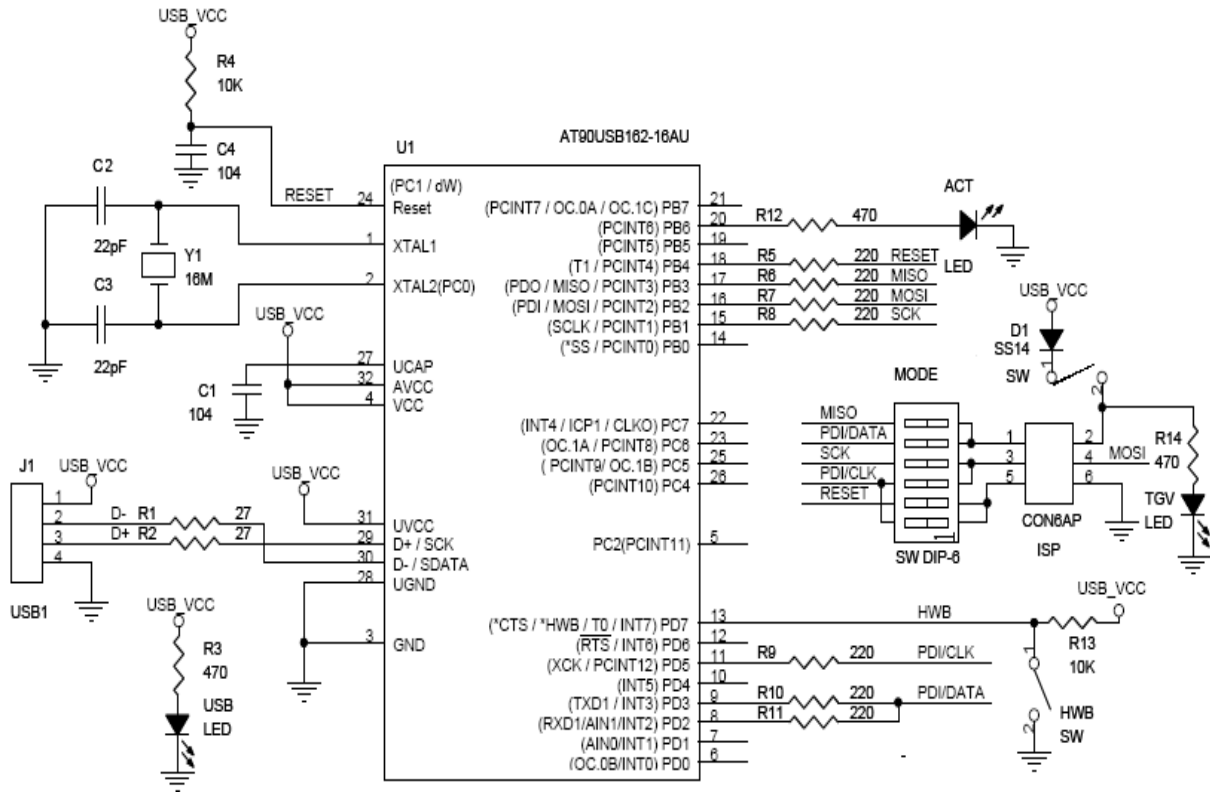 USB_VCC
R4
10K
C4
104
C2
22pF
Y1
16M
C3
22pF
RESET
U1
AT90USB162-16AU
24
(PC1 / dW)
Reset
1
XTAL1
2
XTAL2(PC0)
USB_VCC
27
UCAP
32
AVCC
4
VCC
C1
104
J1
USB_VCC
1
2
3
4
D- R1 27
D+ R2 27
USB1
USB_VCC
31
UVCC
29
D+ / SCK
30
D- / SDATA
28
UGND
3
GND
USB_VCC
R3
470
USB
LED
(PCINT7 / OC.0A / OC.1C) PB7 21
(PCINT6) PB6 20
(PCINT5) PB5 19
(T1 / PCINT4) PB4 18
(PDO / MISO / PCINT3) PB3 17
(PDI / MOSI / PCINT2) PB2 16
(SCLK / PCINT1) PB1 15
(*SS / PCINT0) PB0 14
R12 470
ACT
LED
R5 220 RESET
R6 220 MISO
R7 220 MOSI
R8 220 SCK
(INT4 / ICP1 / CLKO) PC7 22
(OC.1A / PCINT8) PC6 23
( PCINT9/ OC.1B) PC5 25
(PCINT10) PC4 26
PC2(PCINT11) 5
MODE
MISO
PDI/DATA
SCK
PDI/CLK
RESET
1
SW DIP-6
1
3
5
2
4
6
CON6AP
ISP
MOSI
USB_VCC
D1
SS14
SW
1
2
R14
470
TGV
LED
(*CTS / *HWB / T0 / INT7) PD7 13
(RTS / INT6) PD6 12
(XCK / PCINT12) PD5 11
(INT5) PD4 10
(TXD1 / INT3) PD3 9
(RXD1/AIN1/INT2) PD2 8
(AIN0/INT1) PD1 7
(OC.0B/INT0) PD0 6
HWB
USB_VCC
R13
10K
1
2
HWB
SW
R9 220 PDI/CLK
R10 220 PDI/DATA
R11 220